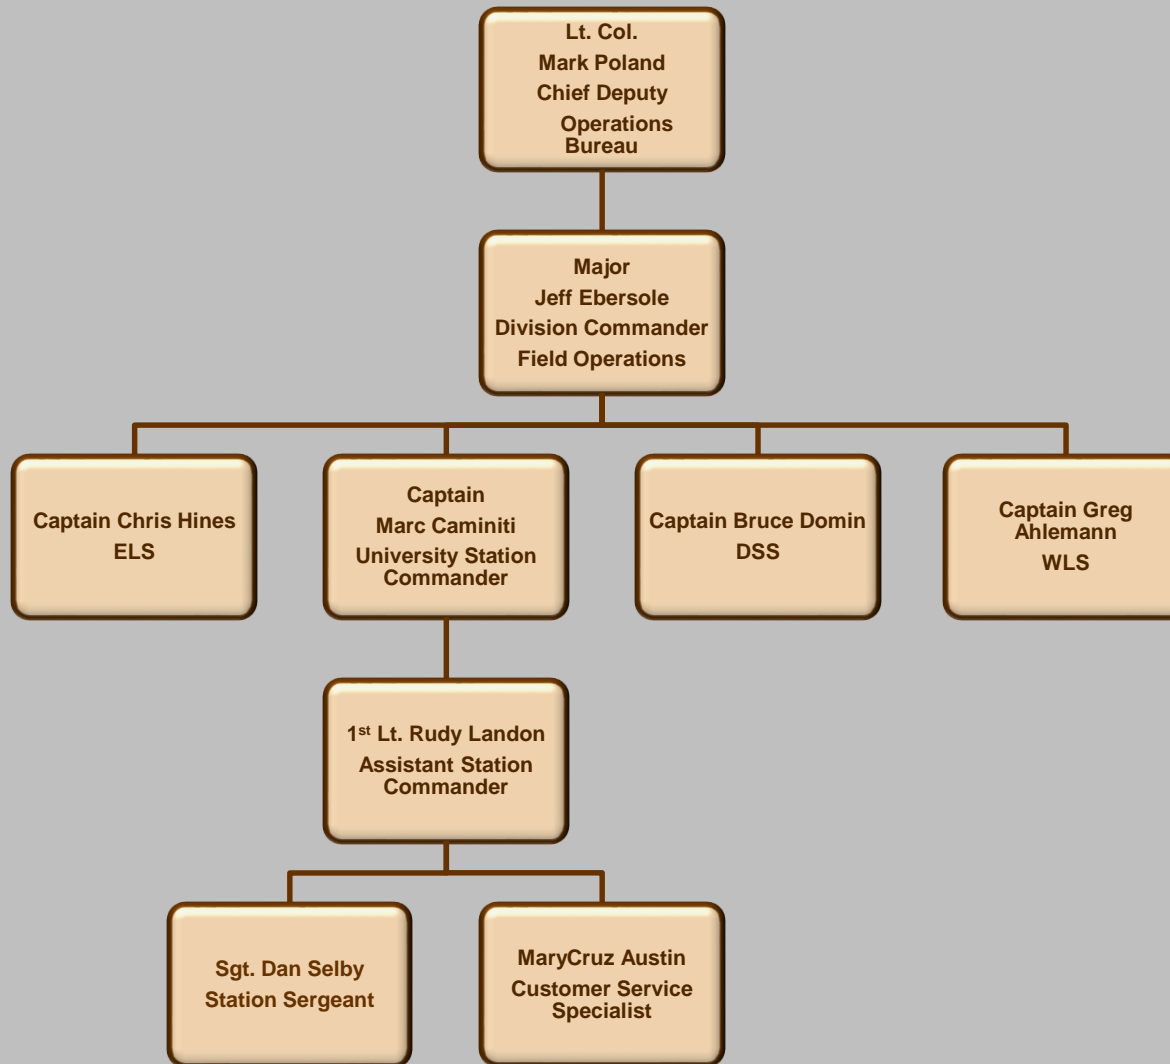 Lt. Col.
Mark Poland
Chief Deputy
Operations
Bureau
Major
Jeff Ebersole
Division Commander
Field Operations
Captain Chris Hines
ELS
Captain
Marc Caminiti
University Station
Commander
Captain Bruce Domin
DSS
Captain Greg
Ahlemann
WLS
1st Lt. Rudy Landon
Assistant Station
Commander
Sgt. Dan Selby
Station Sergeant
MaryCruz Austin
Customer Service
Specialist